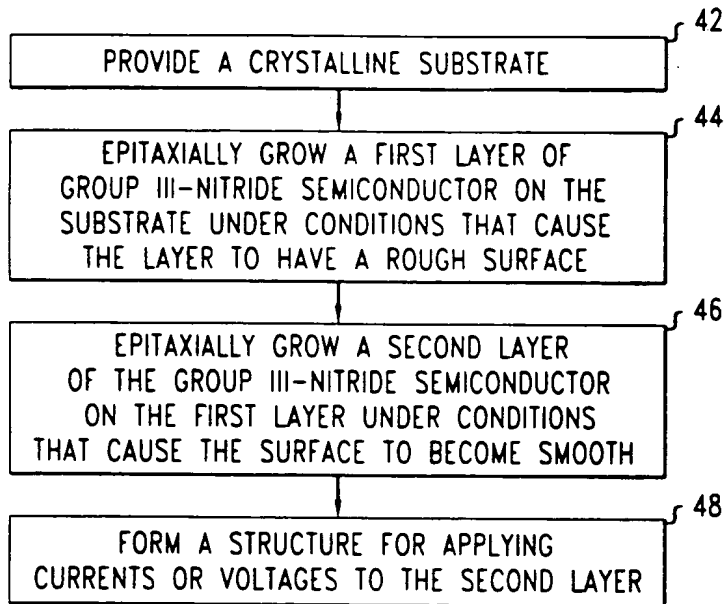 42
PROVIDE A CRYSTALLINE SUBSTRATE
44
EPITAXIALLY GROW A FIRST LAYER OF
GROUP III-NITRIDE SEMICONDUCTOR ON THE
SUBSTRATE UNDER CONDITIONS THAT CAUSE
THE LAYER TO HAVE A ROUGH SURFACE
46
EPITAXIALLY GROW A SECOND LAYER
OF THE GROUP III-NITRIDE SEMICONDUCTOR
ON THE FIRST LAYER UNDER CONDITIONS
THAT CAUSE THE SURFACE TO BECOME SMOOTH
48
FORM A STRUCTURE FOR APPLYING
CURRENTS OR VOLTAGES TO THE SECOND LAYER